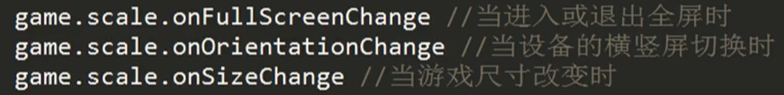 game.scale.onFullScreenChange //当进入或退出全屏时
game.scale.onOrientationChange //当设备的横竖屏切换时
game.scale.onSizeChange //当游戏尺寸改变时